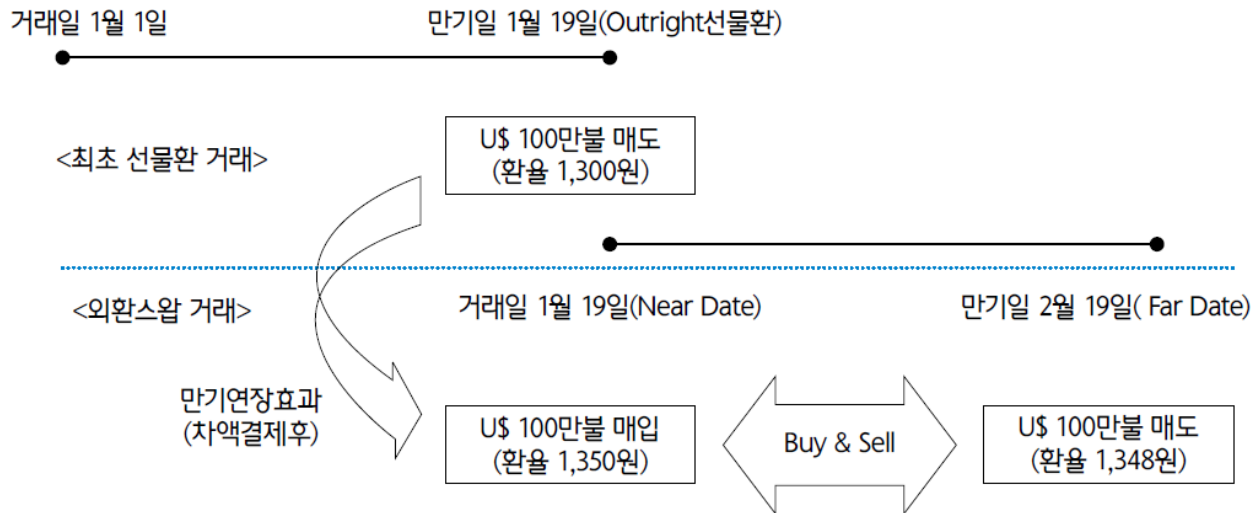 거래일 1월 1일
만기일 1월 19일(Outright선물환)
<최초 선물환 거래>
U$ 100만불 매도
(환율 1,300원)
<외환스왑 거래>
거래일 1월 19일(Near Date)
만기일 2월 19일( Far Date)
만기연장효과
(차액결제후)
U$ 100만불 매입
(환율 1,350원)
Buy & Sell
U$ 100만불 매도
(환율 1,348원)